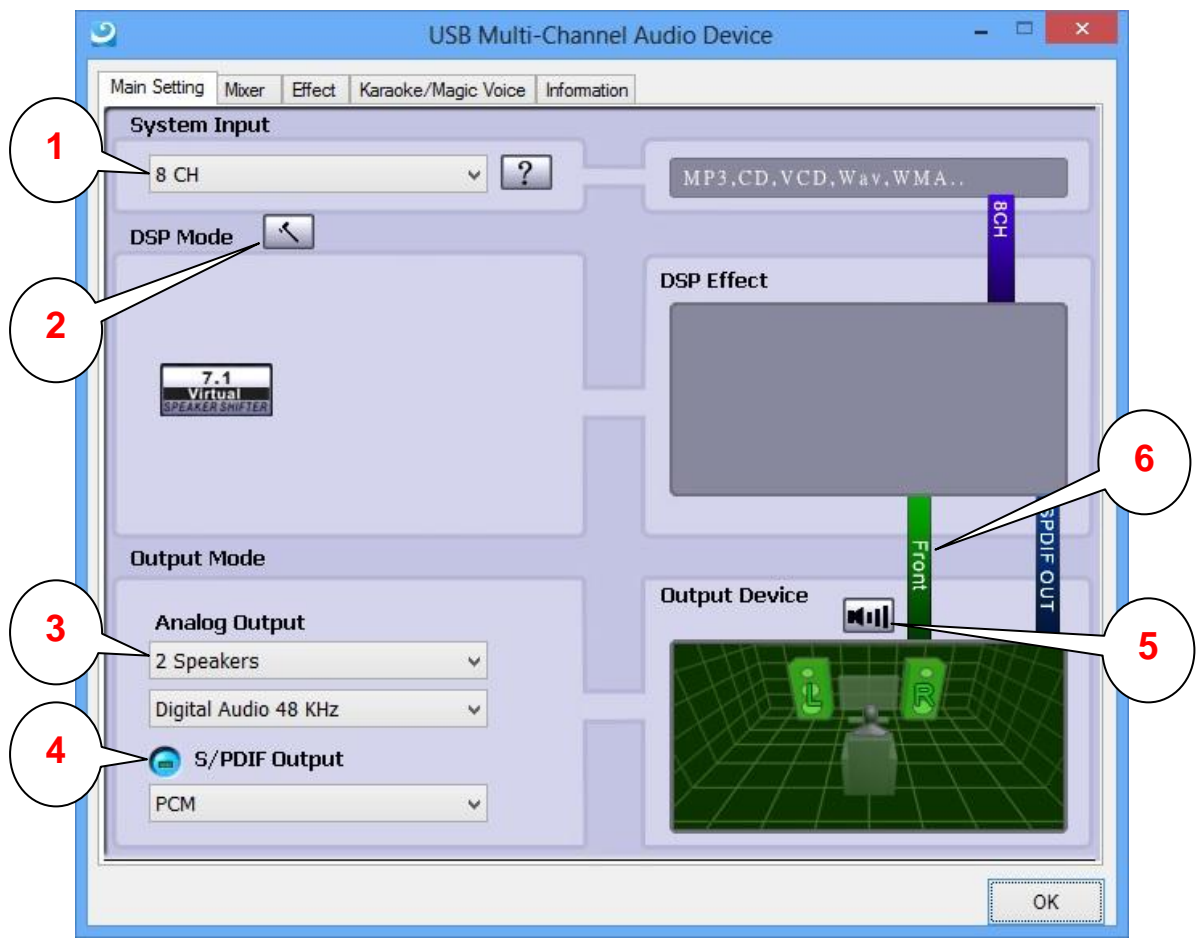 USB Multi-Channel Audio Device
Main Setting Mixer Effect Karaoke/Magic Voice Information
System Input
1
8 CH
?
MP3,CD,VCD,Wav,WMA..
8CH
DSP Mode
2
DSP Effect
7.1
Virtual
SPEAKER SHIFTER
6
Front
SPDIF OUT
Output Mode
Output Device
3
Analog Output
2 Speakers
5
Digital Audio 48 KHz
L R
4
S/PDIF Output
PCM
OK